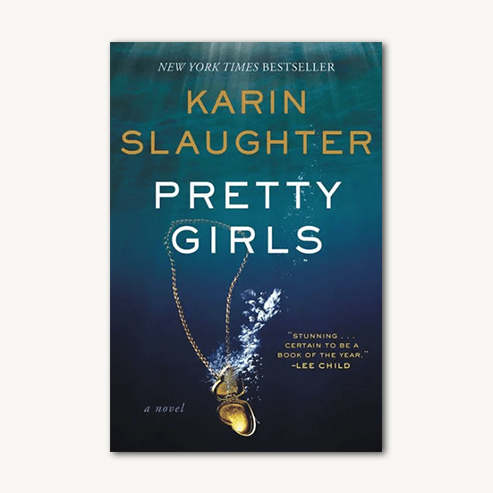 NEW YORK TIMES BESTSELLER
KARIN
SLAUGHTER
PRETTY
GIRLS
"STUNNING . . .
CERTAIN TO BE A
BOOK OF THE YEAR."
–LEE CHILD
a novel